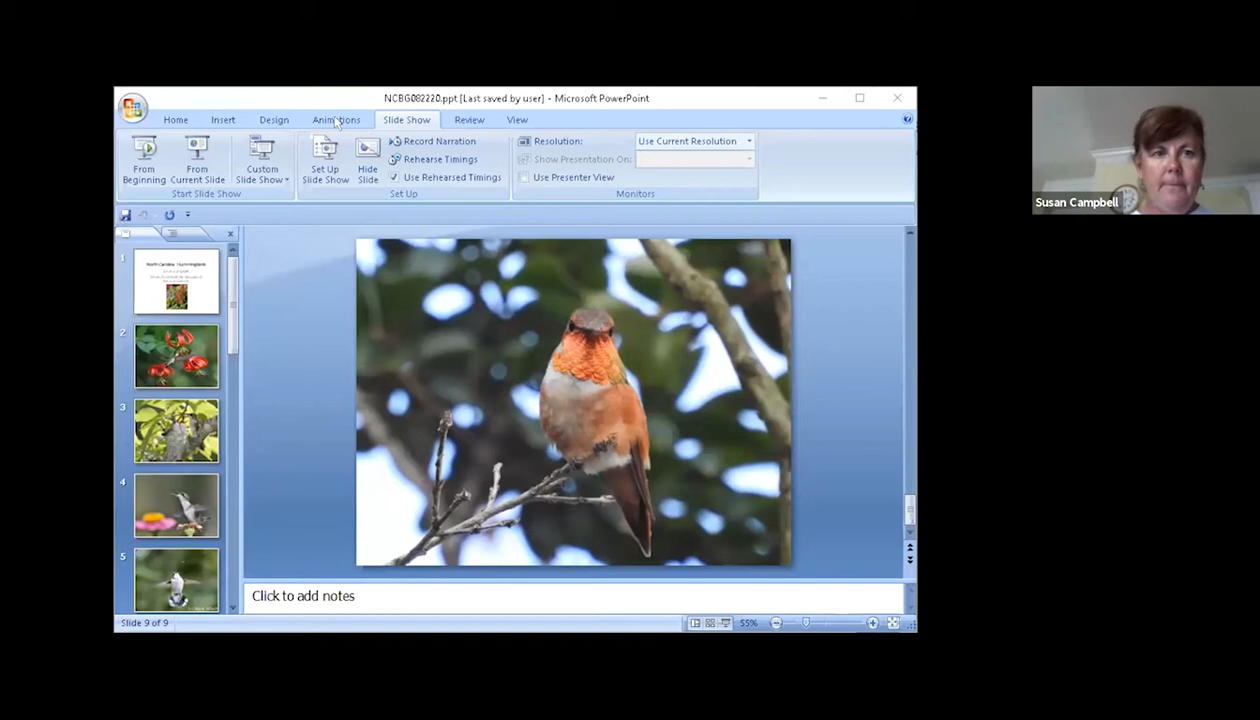 NCBG082220.ppt [Last saved by user] - Microsoft PowerPoint
Home Insert Design Animations Slide Show Review View
From Beginning
From Current Slide
Custom Slide Show
Start Slide Show
Set Up Slide Show
Hide Slide
Record Narration
Rehearse Timings
Use Rehearsed Timings
Set Up
Resolution: Use Current Resolution
Show Presentation On:
Use Presenter View
Monitors
Susan Campbell
1
North Carolina Hummingbirds
2
3
4
5
Click to add notes
Slide 9 of 9
55%